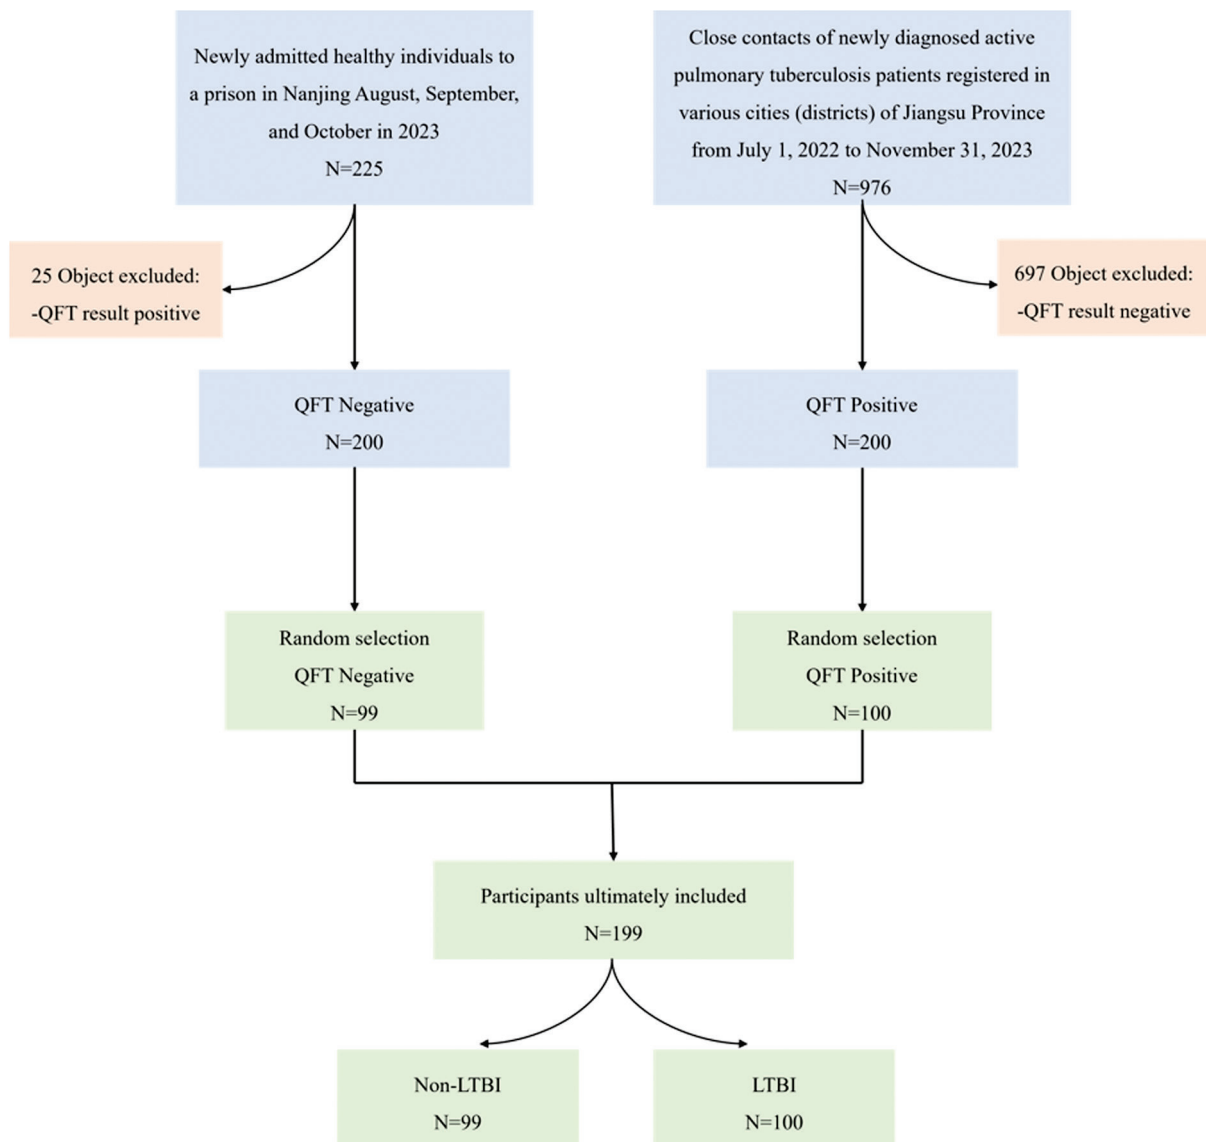 Newly admitted healthy individuals to
a prison in Nanjing August, September,
and October in 2023
N=225
Close contacts of newly diagnosed active
pulmonary tuberculosis patients registered in
various cities (districts) of Jiangsu Province
from July 1, 2022 to November 31, 2023
N=976
25 Object excluded:
-QFT result positive
697 Object excluded:
-QFT result negative
QFT Negative
N=200
QFT Positive
N=200
Random selection
QFT Negative
N=99
Random selection
QFT Positive
N=100
Participants ultimately included
N=199
Non-LTBI
N=99
LTBI
N=100